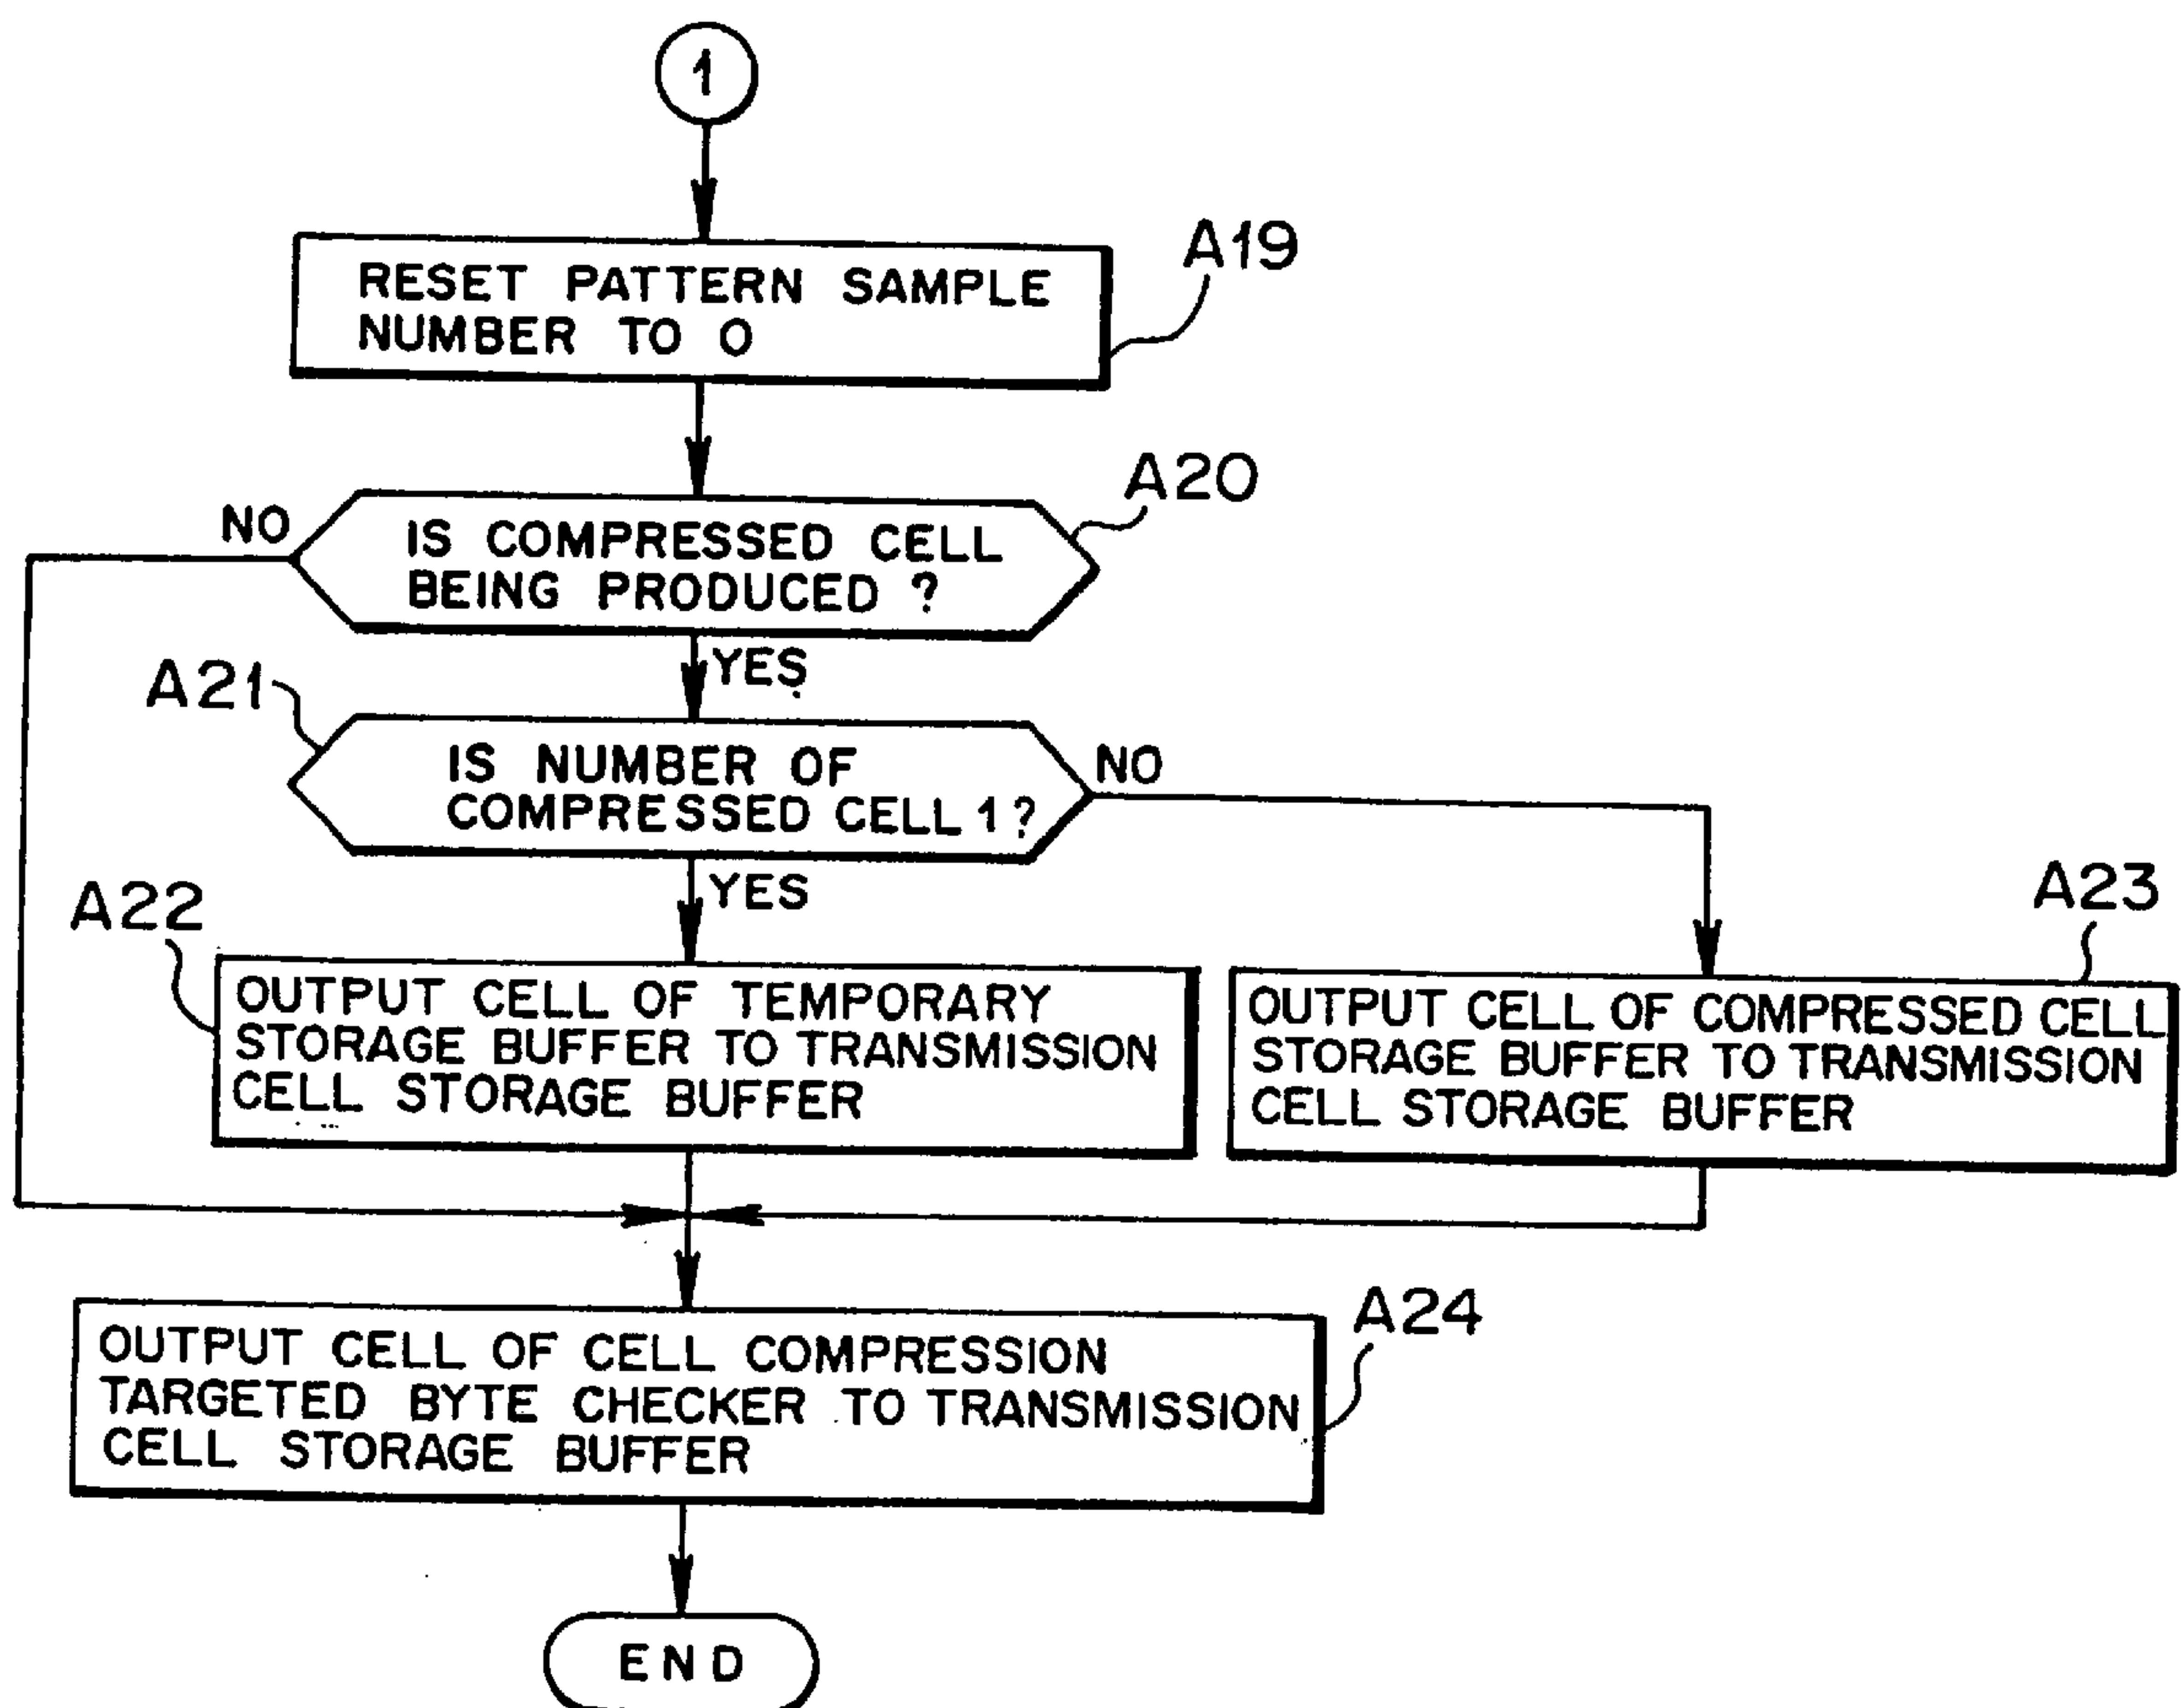 1
A19
RESET PATTERN SAMPLE
NUMBER TO 0
A20
NO
IS COMPRESSED CELL
BEING PRODUCED ?
YES
A21
IS NUMBER OF
COMPRESSED CELL 1 ?
NO
YES
A22
A23
OUTPUT CELL OF TEMPORARY
STORAGE BUFFER TO TRANSMISSION
CELL STORAGE BUFFER
OUTPUT CELL OF COMPRESSED CELL
STORAGE BUFFER TO TRANSMISSION
CELL STORAGE BUFFER
A24
OUTPUT CELL OF CELL COMPRESSION
TARGETED BYTE CHECKER TO TRANSMISSION
CELL STORAGE BUFFER
END